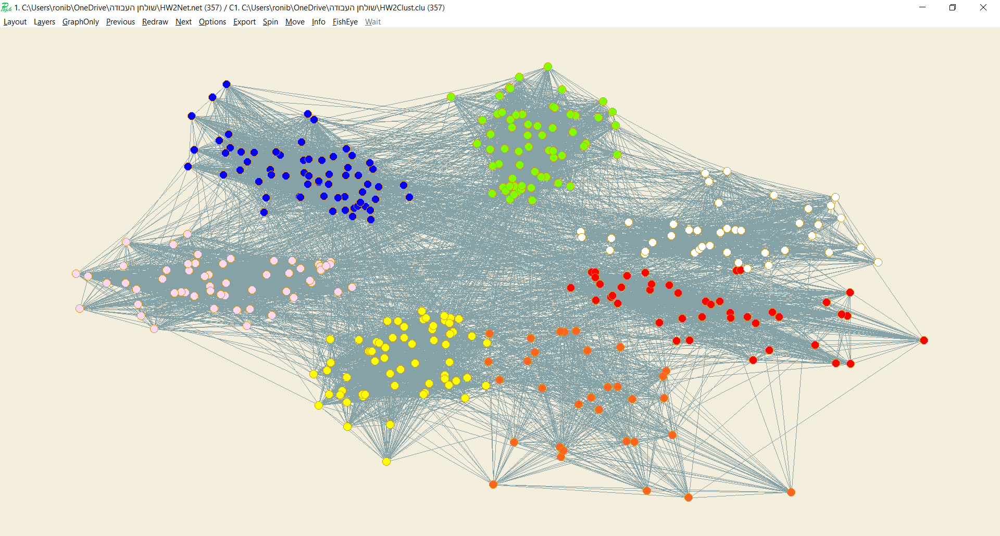 1. C:\Users\ronib\OneDrive\שולחן העבודה\HW2Net.net (357) / C1. C:\Users\ronib\OneDrive\שולחן העבודה\HW2Clust.clu (357)
Layout Layers GraphOnly Previous Redraw Next Options Export Spin Move Info FishEye Wait